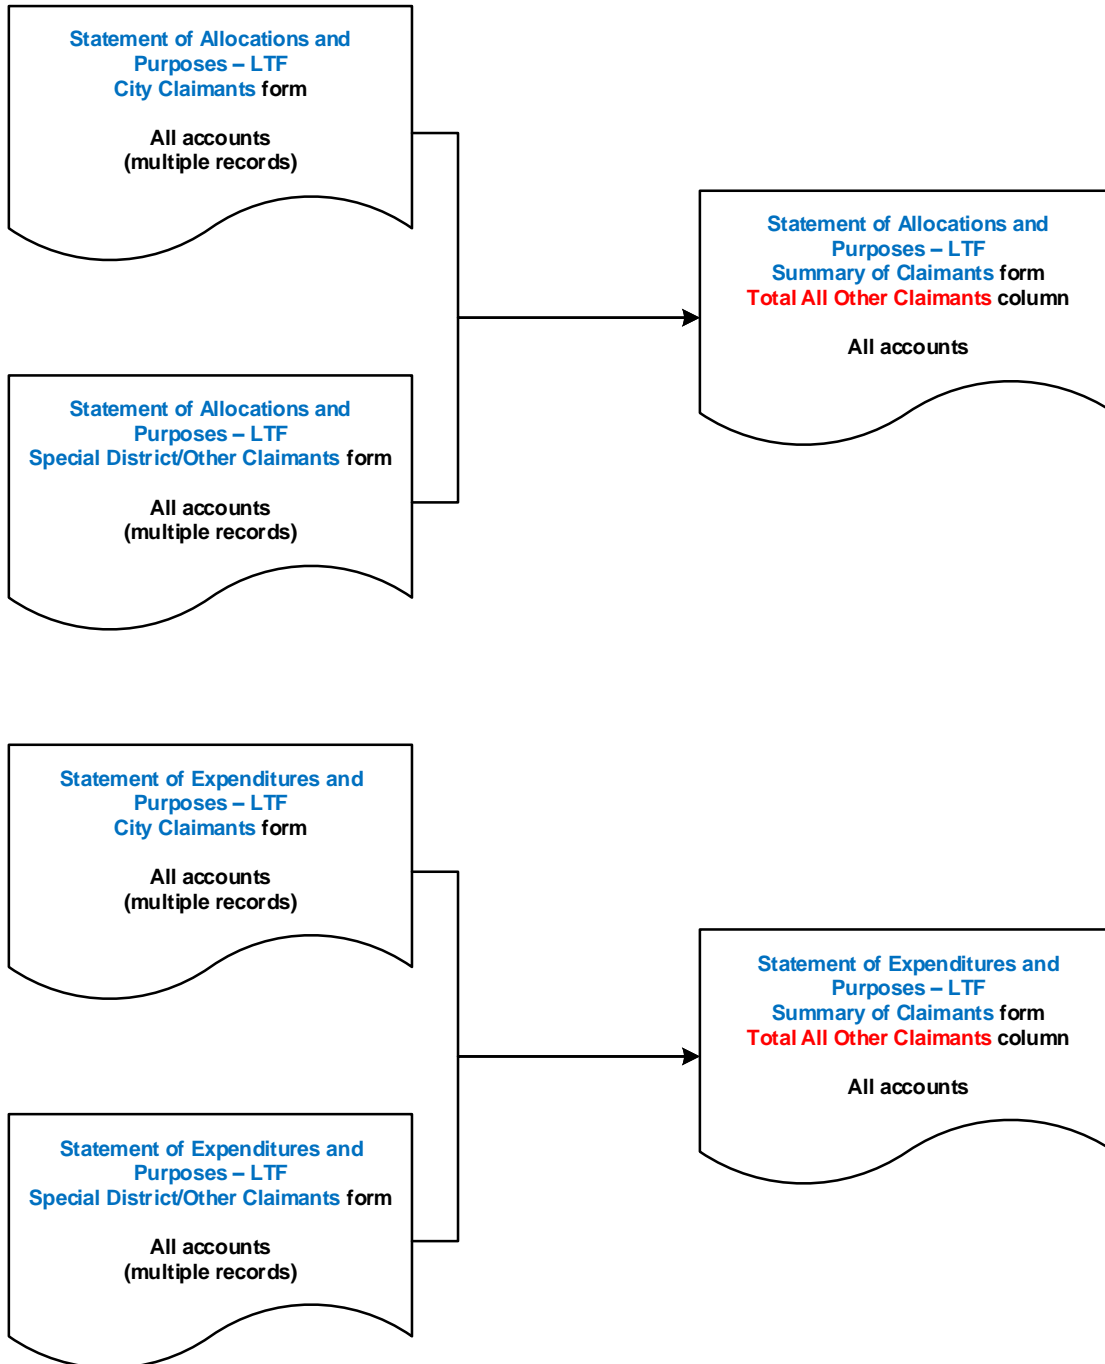 Statement of Allocations and
Purposes – LTF
City Claimants form
All accounts
(multiple records)
Statement of Allocations and
Purposes – LTF
Summary of Claimants form
Total All Other Claimants column
All accounts
Statement of Allocations and
Purposes – LTF
Special District/Other Claimants form
All accounts
(multiple records)
Statement of Expenditures and
Purposes – LTF
City Claimants form
All accounts
(multiple records)
Statement of Expenditures and
Purposes – LTF
Summary of Claimants form
Total All Other Claimants column
All accounts
Statement of Expenditures and
Purposes – LTF
Special District/Other Claimants form
All accounts
(multiple records)